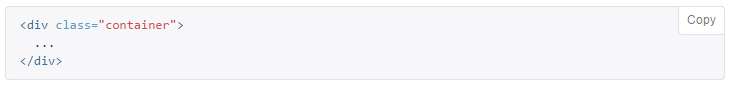 <div class="container">
Copy
  ...
</div>